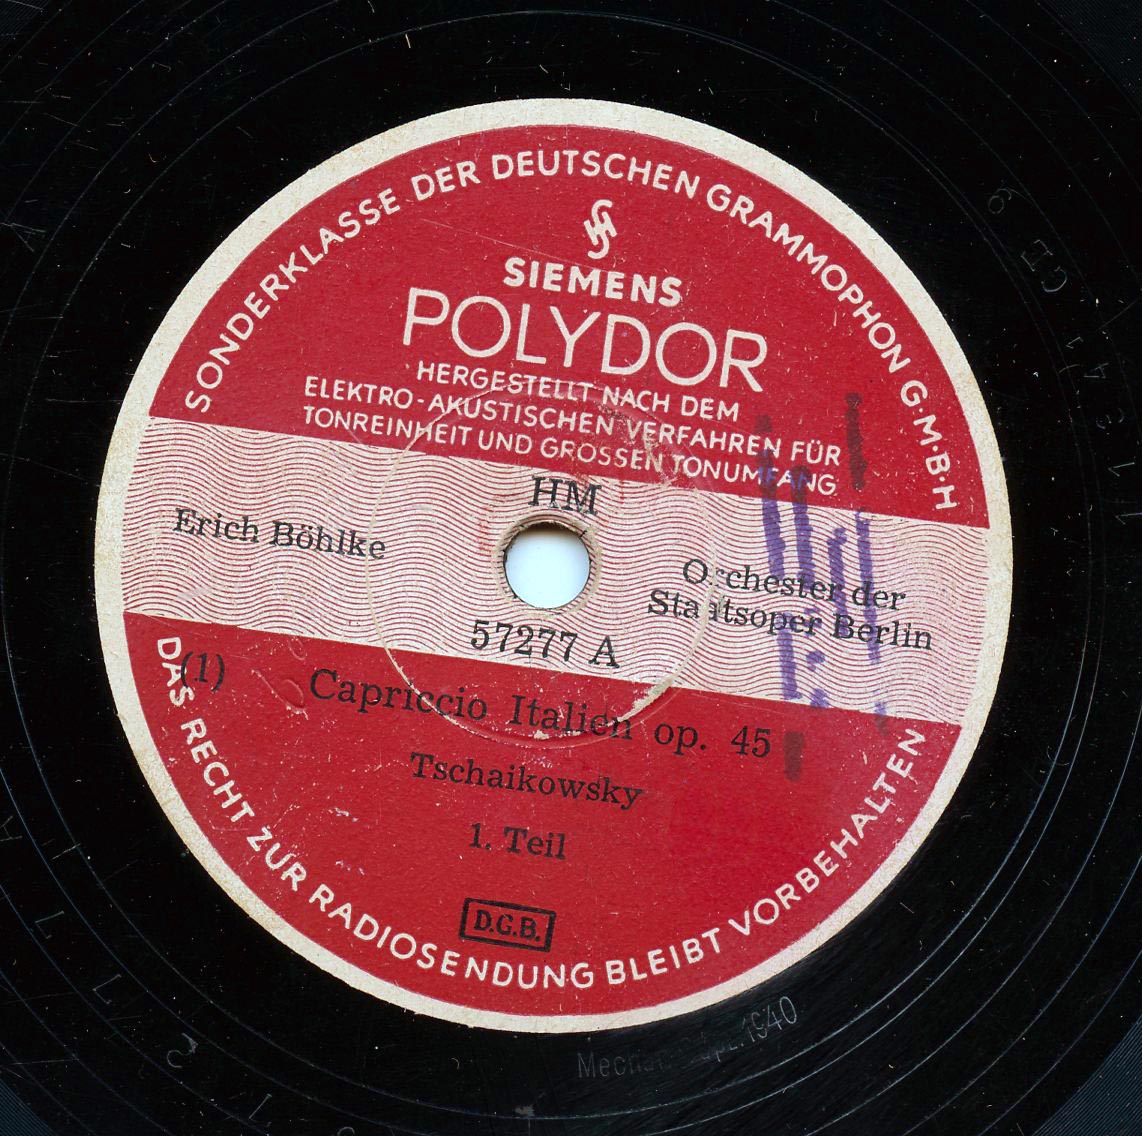 SONDERKLASSE DER DEUTSCHEN GRAMMOPHON G·M·B·H
SIEMENS
POLYDOR
HERGESTELLT NACH DEM
ELEKTRO-AKUSTISCHEN VERFAHREN FÜR
TONREINHEIT UND GROSSEN TONUMFANG
HM
Erich Böhlke
Orchester der
Staatsoper Berlin
57277 A
(1)
Capriccio Italien op. 45
Tschaikowsky
1. Teil
D.G.B.
DAS RECHT ZUR RADIOSENDUNG BLEIBT VORBEHALTEN
1940